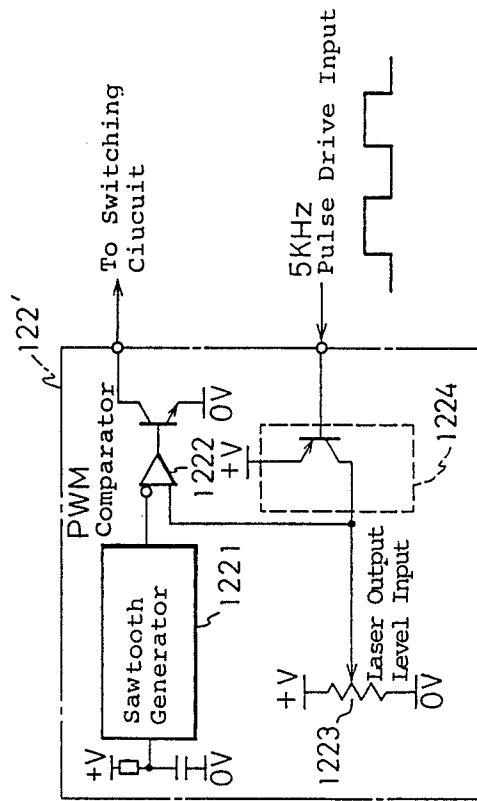 122'
PWM
Comparator
To Switching
Ciucuit
+V
0V
Sawtooth
Generator
1221
1222
0V
+V
1224
5KHz
Pulse Drive Input
+V
1223
0V
Laser Output
Level Input